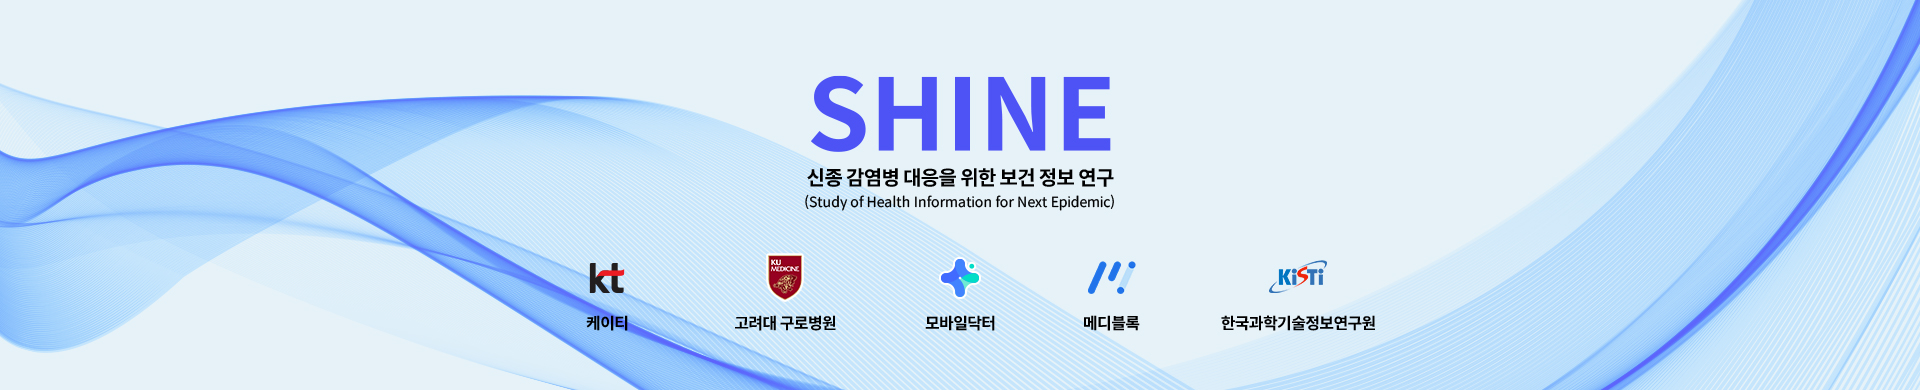 SHINE
신종 감염병 대응을 위한 보건 정보 연구
(Study of Health Information for Next Epidemic)
kt
KU
MEDICINE
KiSTi
케이티
고려대 구로병원
모바일닥터
메디블록
한국과학기술정보연구원